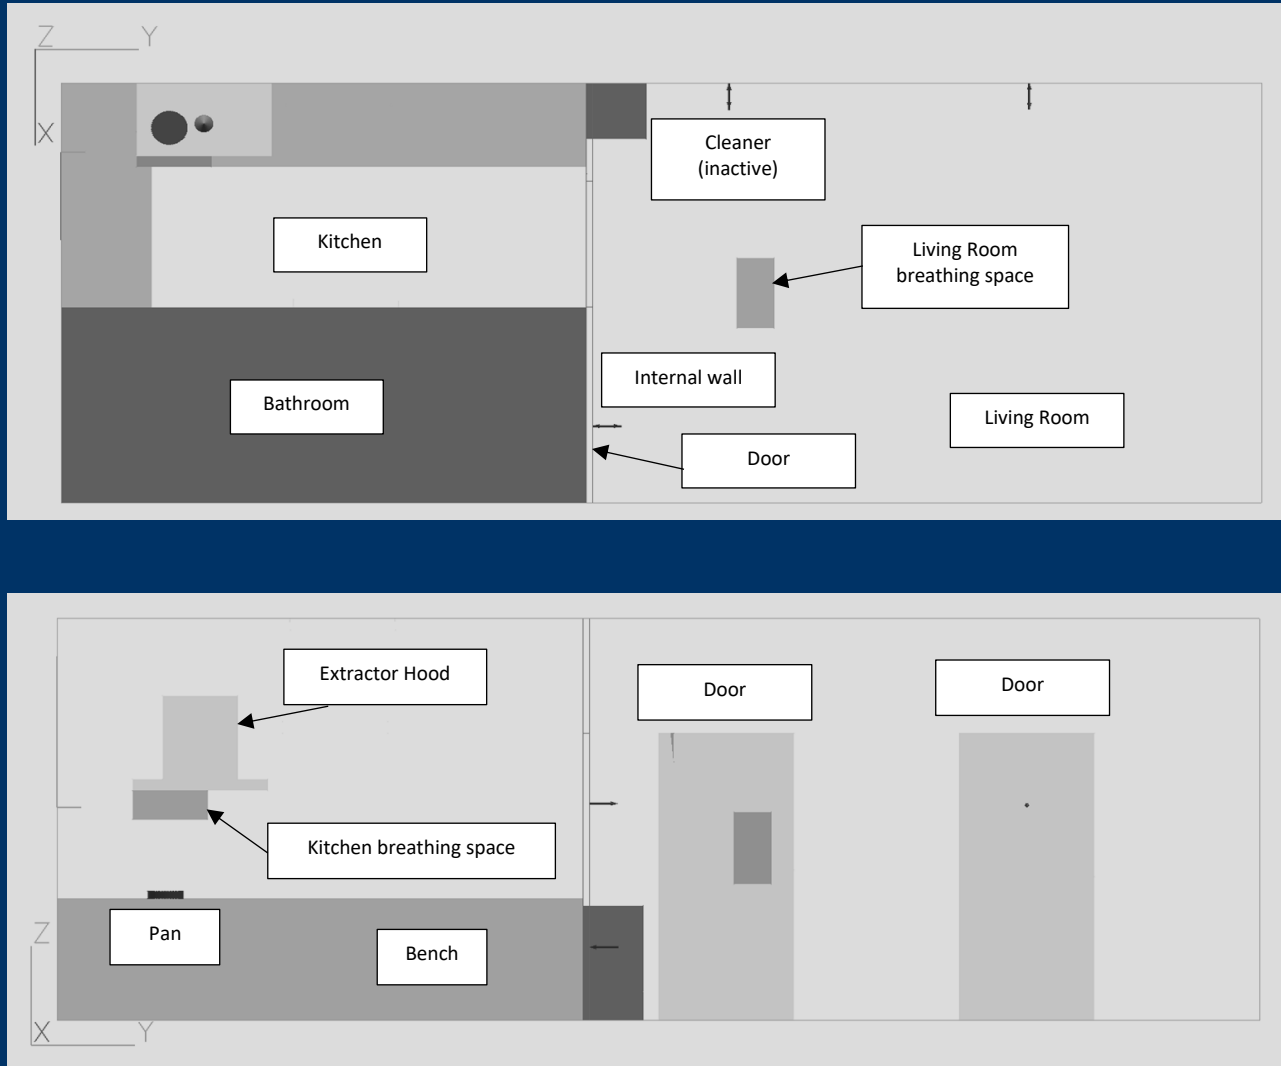 Z
Y
X
Cleaner
(inactive)
Kitchen
Living Room
breathing space
Internal wall
Bathroom
Living Room
Door
Extractor Hood
Door
Door
Kitchen breathing space
Pan
Bench
Z
X
Y